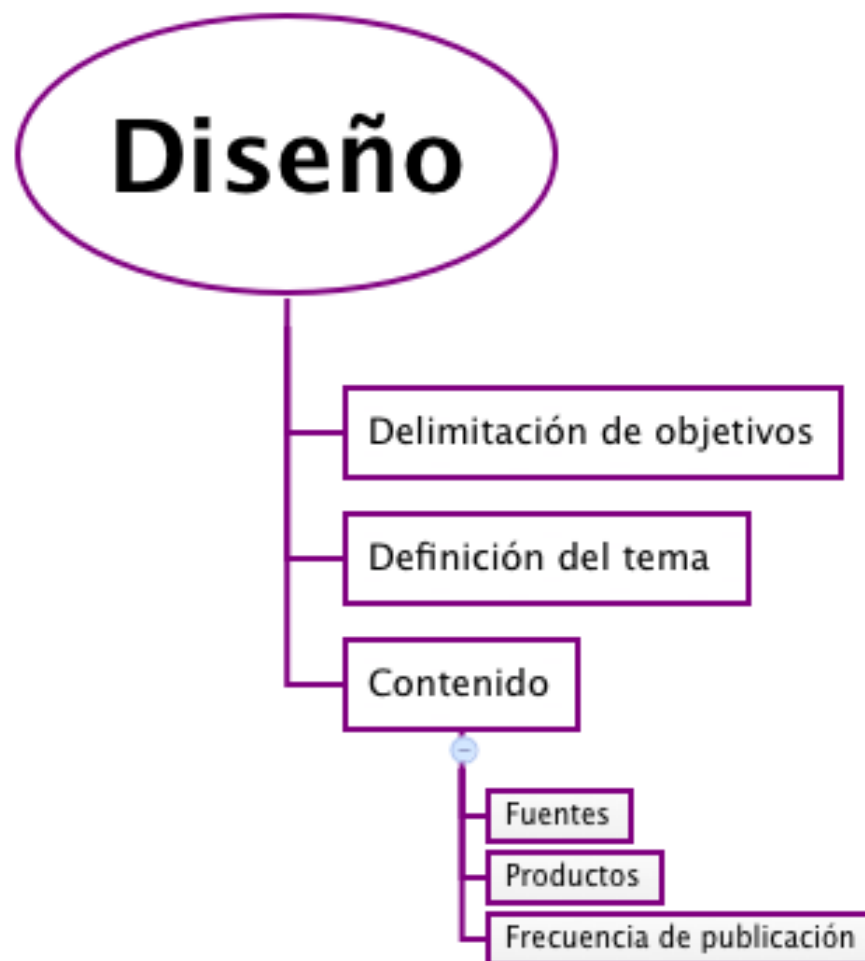 Diseño
Delimitación de objetivos
Definición del tema
Contenido
Fuentes
Productos
Frecuencia de publicación